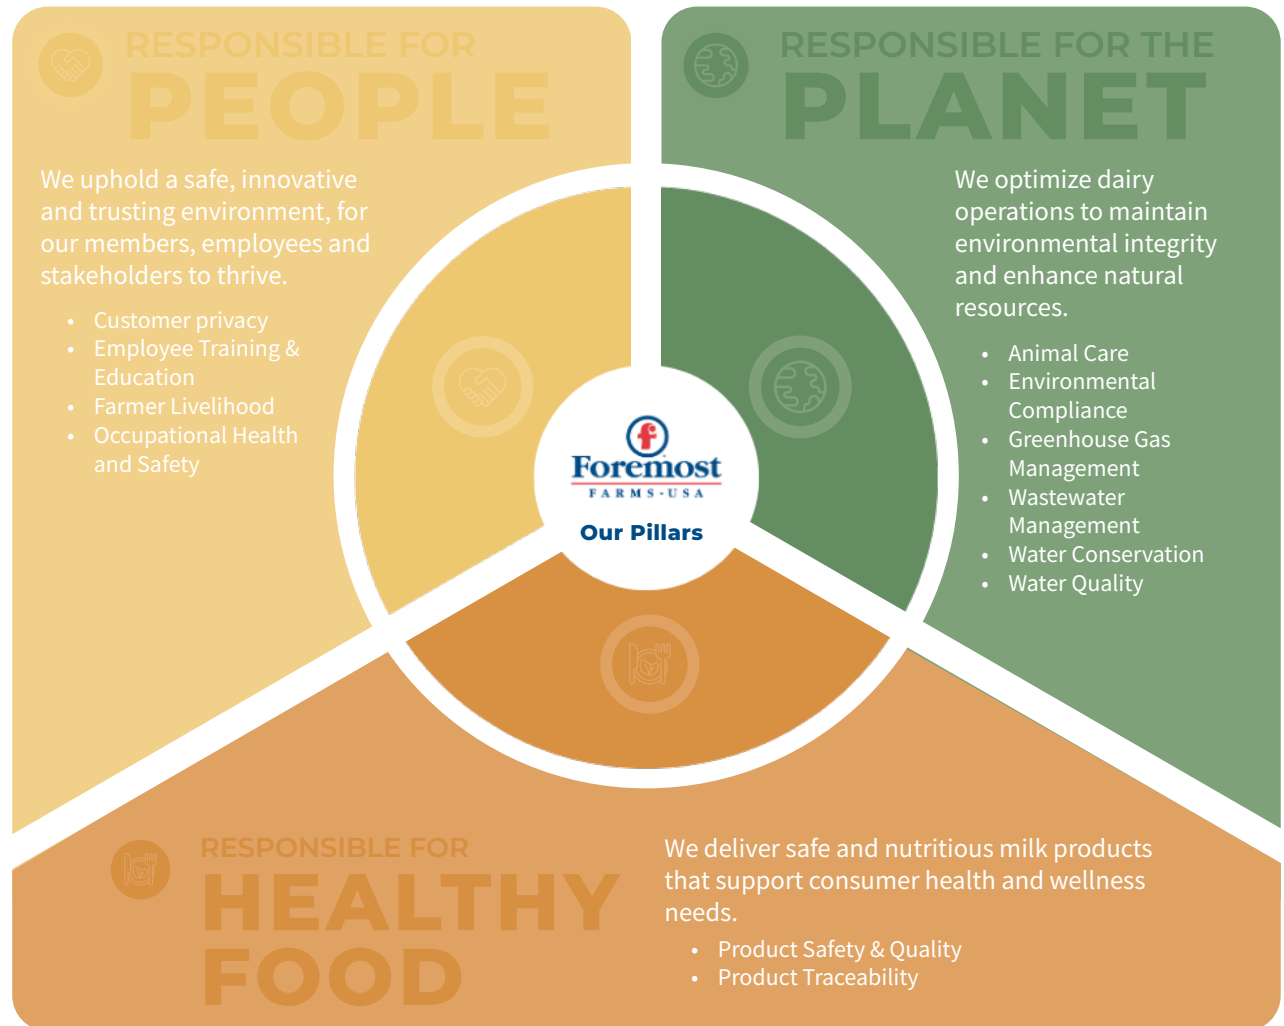 RESPONSIBLE FOR
PEOPLE
We uphold a safe, innovative
and trusting environment, for
our members, employees and
stakeholders to thrive.
• Customer privacy
• Employee Training &
Education
• Farmer Livelihood
• Occupational Health
and Safety
RESPONSIBLE FOR THE
PLANET
We optimize dairy
operations to maintain
environmental integrity
and enhance natural
resources.
• Animal Care
• Environmental
Compliance
• Greenhouse Gas
Management
• Wastewater
Management
• Water Conservation
• Water Quality
f
Foremost
FARMS·USA
Our Pillars
RESPONSIBLE FOR
HEALTHY
FOOD
We deliver safe and nutritious milk products
that support consumer health and wellness
needs.
• Product Safety & Quality
• Product Traceability